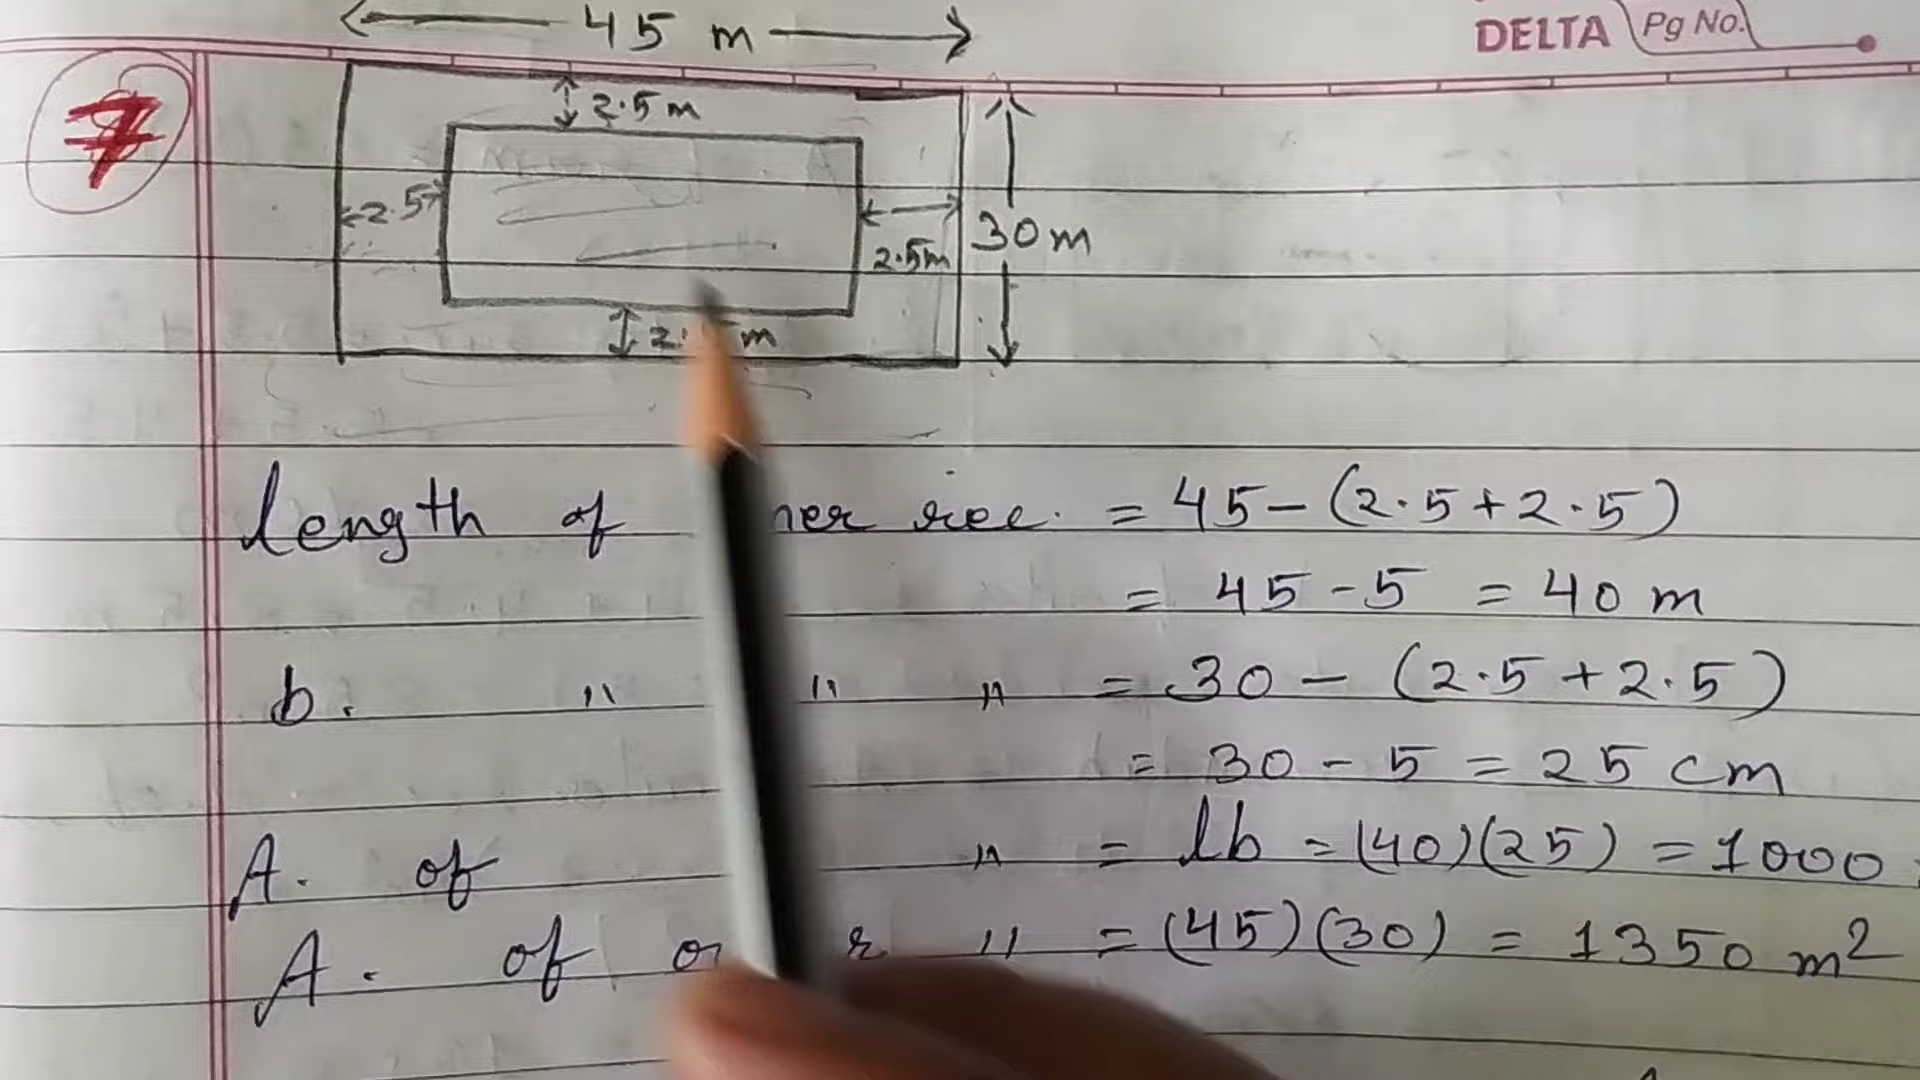 45 m
DELTA Pg No.
7
2.5 m
2.5
2.5m
30 m
m
length of rec. = 45 - (2.5 + 2.5)
= 45 - 5 = 40 m
b. " " " = 30 - (2.5 + 2.5)
= 30 - 5 = 25 cm
A. of " = lb = (40)(25) = 1000
A. of " = (45)(30) = 1350 m²